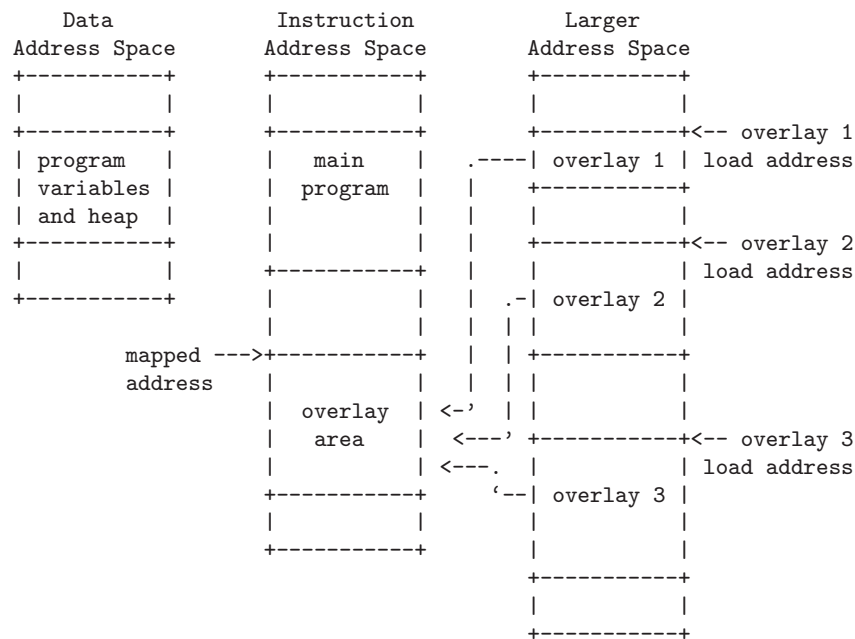 Data Instruction Larger
Address Space Address Space Address Space
<-- overlay 1
program main overlay 1 load address
variables program
and heap
<-- overlay 2
load address
overlay 2
mapped --->
address
overlay
area <-- overlay 3
load address
overlay 3